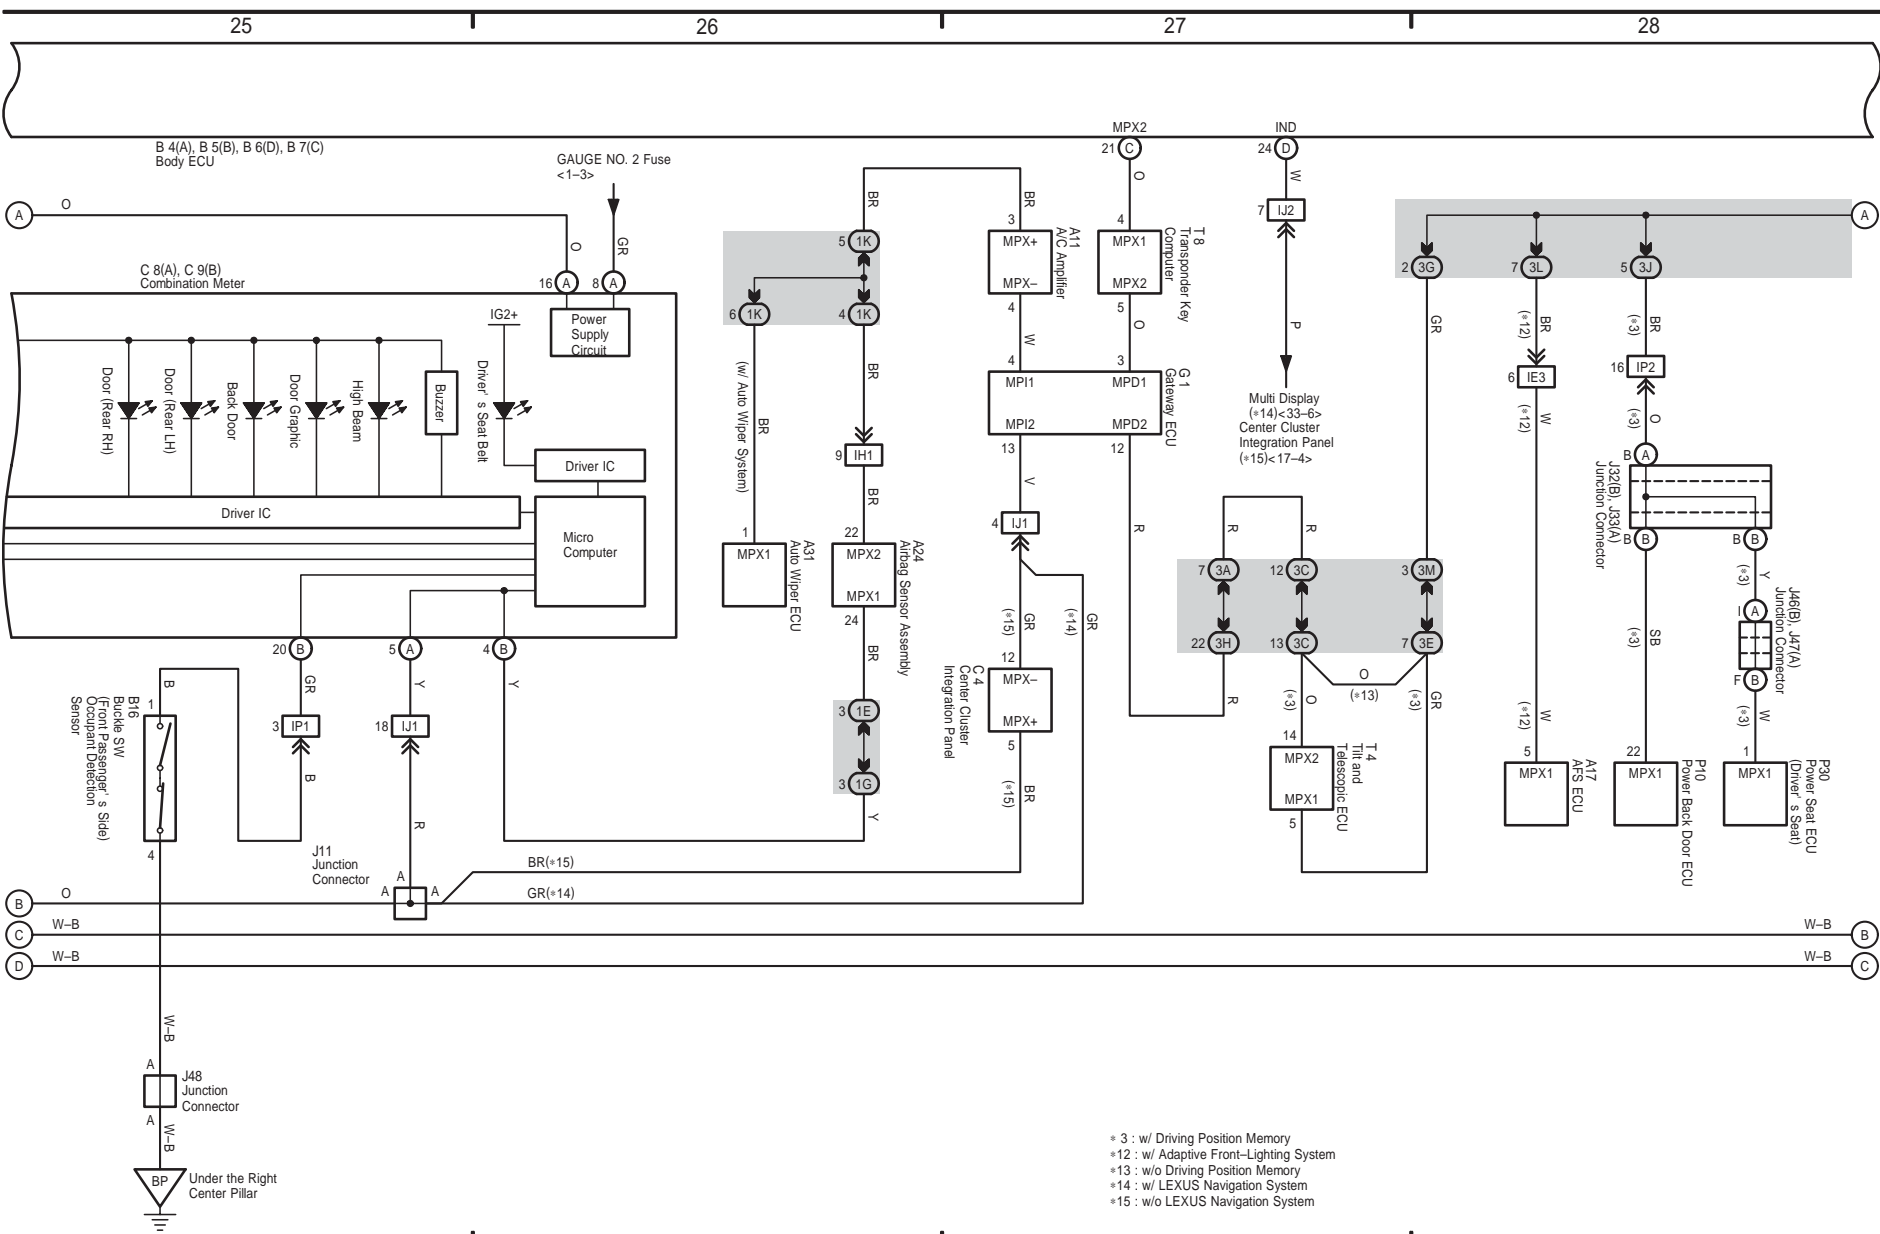 25
26
27
28
MPX2
IND
21 C
24 D
B 4(A), B 5(B), B 6(D), B 7(C)
Body ECU
GAUGE NO. 2 Fuse
<1–3>
A
O
O
GR
16 A
8 A
C 8(A), C 9(B)
Combination Meter
IG2+
Power
Supply
Circuit
Door (Rear RH)
Door (Rear LH)
Back Door
Door Graphic
High Beam
Buzzer
Driver' s Seat Belt
Driver IC
Driver IC
Micro
Computer
20 B
5 A
4 B
B
GR
Y
Y
1
4
B16
Buckle SW
(Front Passenger' s Side)
Occupant Detection
Sensor
3 IP1
18 IJ1
B
R
J11
Junction
Connector
A
A
A
BR(∗15)
GR(∗14)
B
O
C
W–B
D
W–B
W–B
B
W–B
C
W–B
A
J48
Junction
Connector
A
W–B
BP
Under the Right
Center Pillar
BR
5 1K
6 1K
4 1K
(w/ Auto Wiper System)
BR
BR
9 IH1
BR
1
MPX1
A31
Auto Wiper ECU
22
MPX2
MPX1
24
A24
Airbag Sensor Assembly
BR
3 1E
3 1G
Y
BR
3
MPX+
MPX–
4
A11
A/C Amplifier
W
4
MPI1
MPD1
MPI2
MPD2
G 1
Gateway ECU
13
12
V
4 IJ1
GR
(∗15)
GR
(∗14)
12
MPX–
MPX+
5
C 4
Center Cluster
Integration Panel
BR
(∗15)
O
4
MPX1
MPX2
5
T 8
Transponder Key
Computer
O
3
R
W
7 IJ2
P
Multi Display
(∗14)<33–6>
Center Cluster
Integration Panel
(∗15)<17–4>
R
R
7 3A
12 3C
3 3M
22 3H
13 3C
7 3E
R
O
(∗3)
O
(∗13)
GR
(∗3)
14
MPX2
MPX1
5
T 4
Tilt and
Telescopic ECU
A
2 3G
7 3L
5 3J
GR
BR
(∗12)
6 IE3
W
(∗12)
W
(∗12)
5
MPX1
A17
AFS ECU
BR
(∗3)
16 IP2
O
(∗3)
B A
J32(B), J33(A)
Junction Connector
B B
B B
Y
(∗3)
SB
(∗3)
I A
J46(B), J47(A)
Junction Connector
F B
W
(∗3)
22
MPX1
P10
Power Back Door ECU
1
MPX1
P30
Power Seat ECU
(Driver' s Seat)
∗ 3 : w/ Driving Position Memory
∗12 : w/ Adaptive Front–Lighting System
∗13 : w/o Driving Position Memory
∗14 : w/ LEXUS Navigation System
∗15 : w/o LEXUS Navigation System